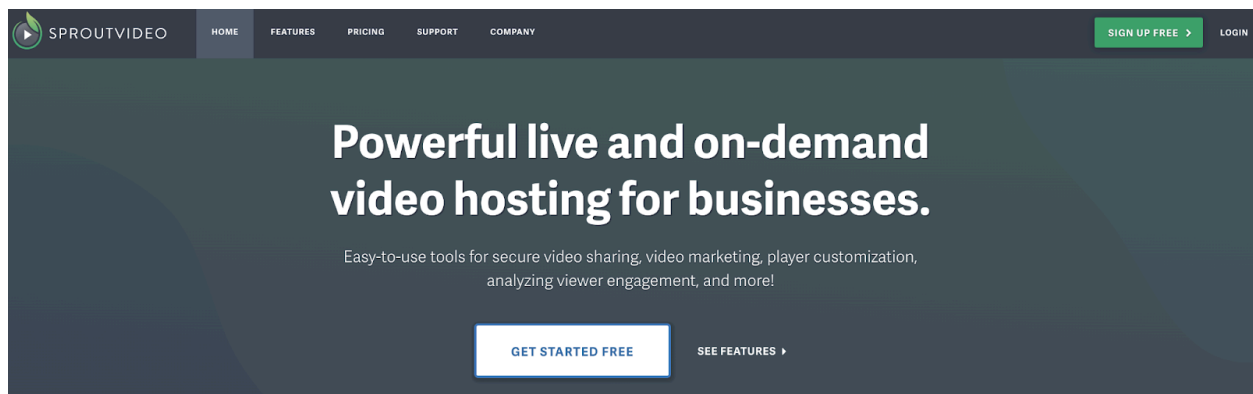 SPROUTVIDEO HOME FEATURES PRICING SUPPORT COMPANY SIGN UP FREE LOGIN
Powerful live and on-demand
video hosting for businesses.
Easy-to-use tools for secure video sharing, video marketing, player customization,
analyzing viewer engagement, and more!
GET STARTED FREE SEE FEATURES